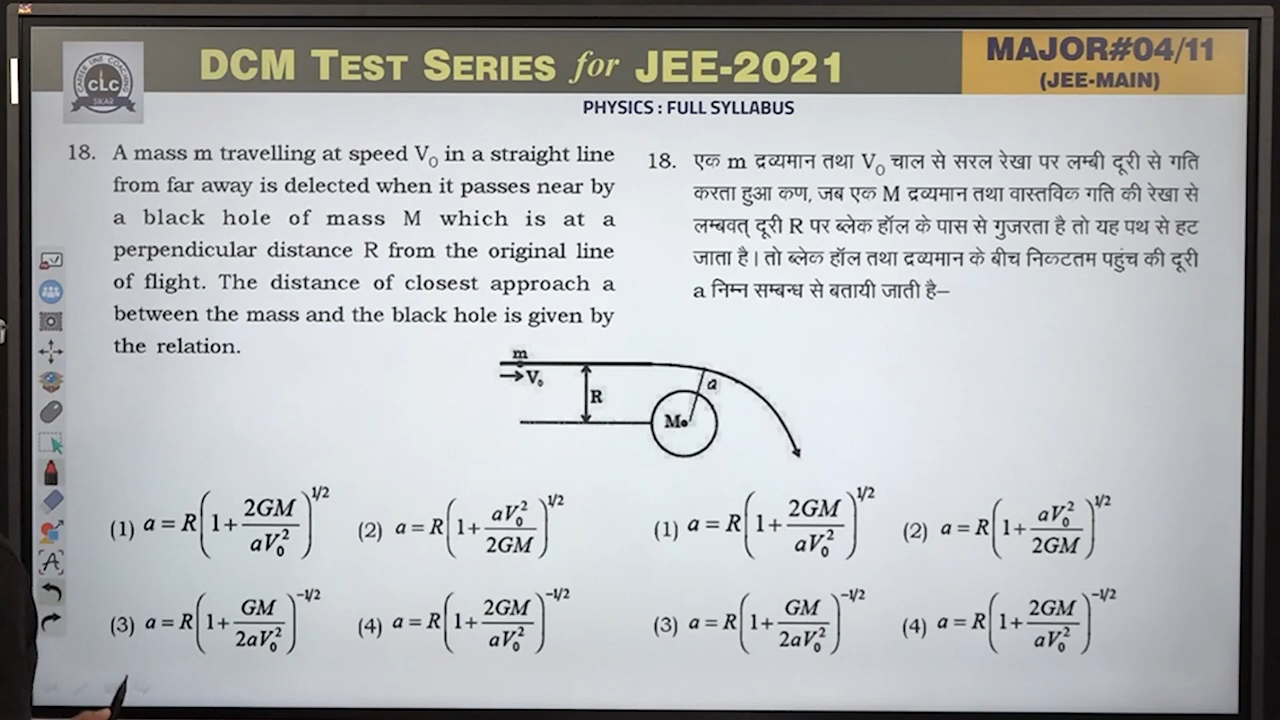 CAREER LINE COACHING
CLC
SIKAR
DCM TEST SERIES for JEE-2021
MAJOR#04/11
(JEE-MAIN)
PHYSICS : FULL SYLLABUS
18. A mass m travelling at speed V₀ in a straight line
from far away is delected when it passes near by
a black hole of mass M which is at a
perpendicular distance R from the original line
of flight. The distance of closest approach a
between the mass and the black hole is given by
the relation.
18. एक m द्रव्यमान तथा V₀ चाल से सरल रेखा पर लम्बी दूरी से गति
करता हुआ कण, जब एक M द्रव्यमान तथा वास्तविक गति की रेखा से
लम्बवत् दूरी R पर ब्लेक हॉल के पास से गुजरता है तो यह पथ से हट
जाता है। तो ब्लेक हॉल तथा द्रव्यमान के बीच निकटतम पहुंच की दूरी
a निम्न सम्बन्ध से बतायी जाती है–
m
V₀
R
a
M
(1) a = R(1+2GM/aV₀²)^1/2 (2) a = R(1+aV₀²/2GM)^1/2
(3) a = R(1+GM/2aV₀²)^-1/2 (4) a = R(1+2GM/aV₀²)^-1/2
(1) a = R(1+2GM/aV₀²)^1/2 (2) a = R(1+aV₀²/2GM)^1/2
(3) a = R(1+GM/2aV₀²)^-1/2 (4) a = R(1+2GM/aV₀²)^-1/2
A